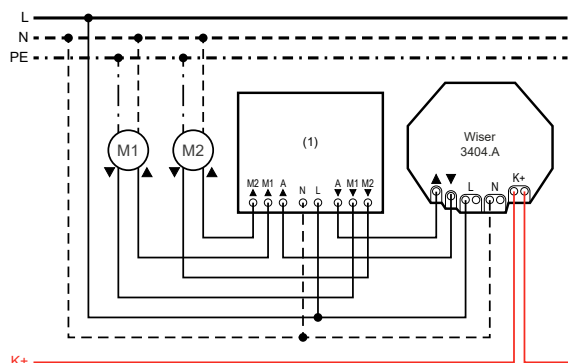 L
N
PE
M1
M2
(1)
M2 M1 A N L A M1 M2
▲ ▲ ▲ ▼ ▼ ▼
Wiser
3404.A
▲ ▼ L N K+
▼ ▲ ▼ ▲
K+